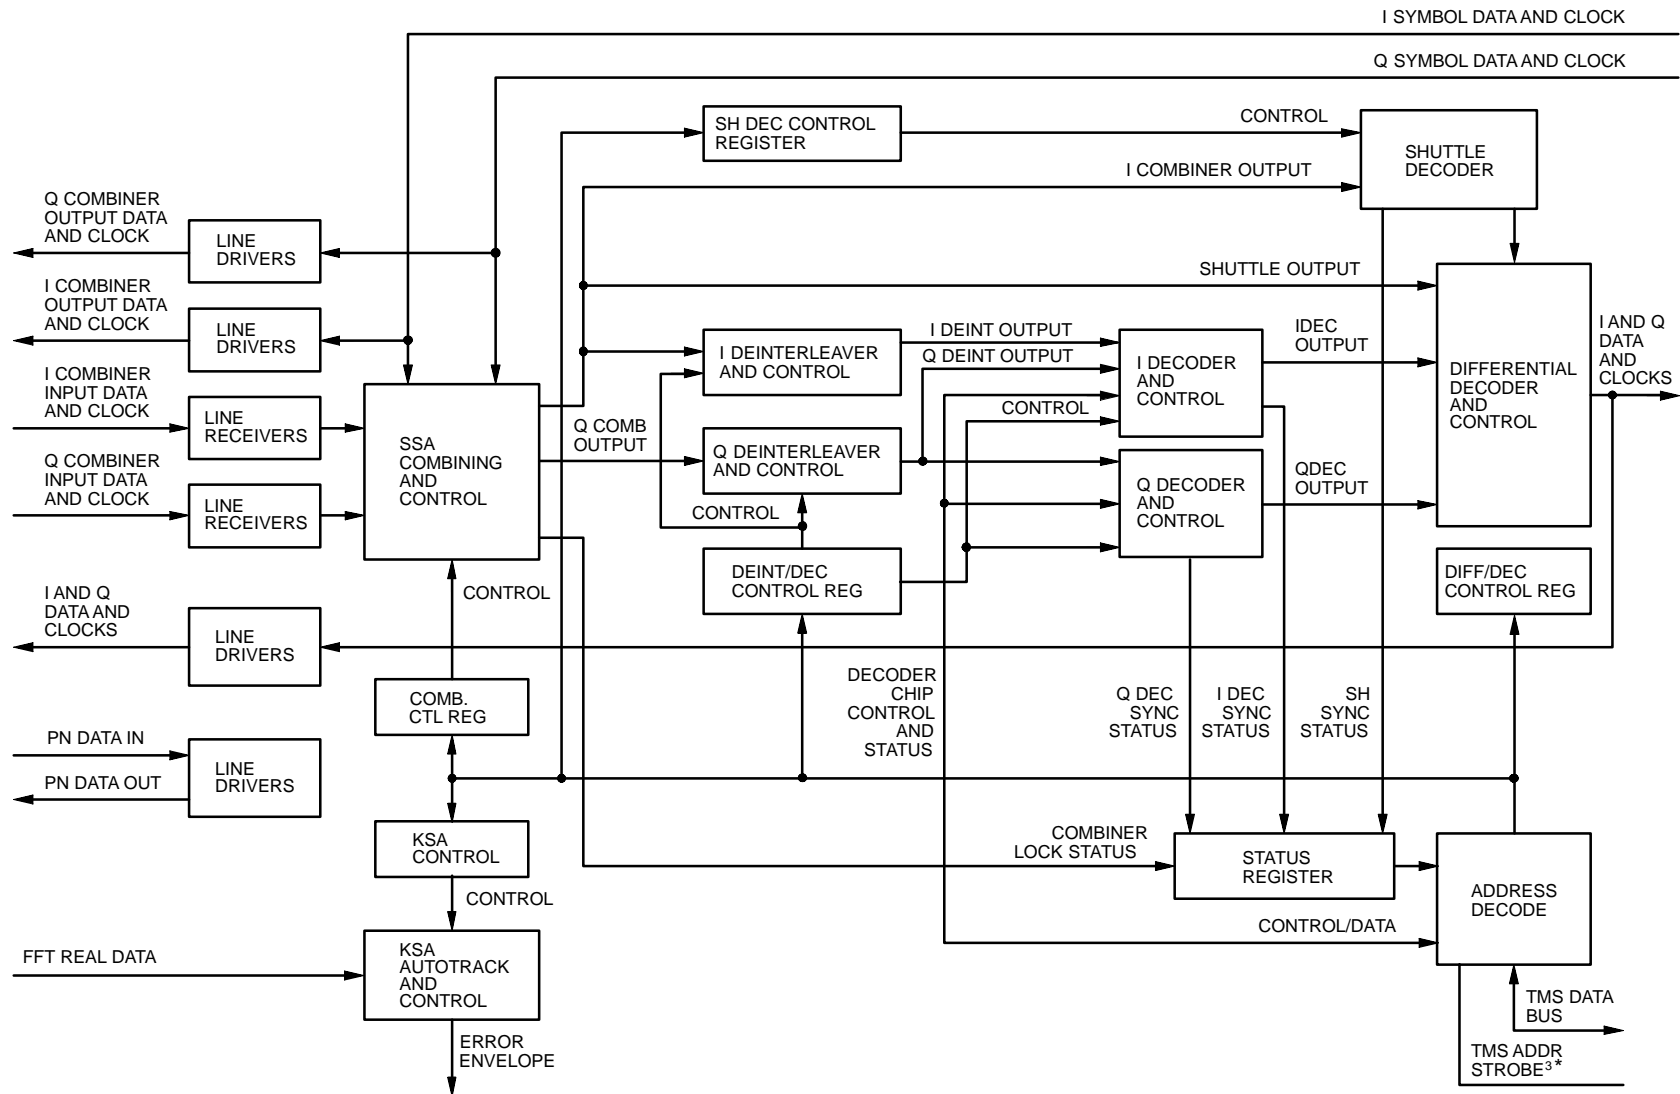 I SYMBOL DATA AND CLOCK
Q SYMBOL DATA AND CLOCK
SH DEC CONTROL
REGISTER
CONTROL
SHUTTLE
DECODER
I COMBINER OUTPUT
Q COMBINER
OUTPUT DATA
AND CLOCK
LINE
DRIVERS
SHUTTLE OUTPUT
I COMBINER
OUTPUT DATA
AND CLOCK
LINE
DRIVERS
I DEINTERLEAVER
AND CONTROL
I DEINT OUTPUT
Q DEINT OUTPUT
CONTROL
I DECODER
AND
CONTROL
IDEC
OUTPUT
DIFFERENTIAL
DECODER
AND
CONTROL
I AND Q
DATA
AND
CLOCKS
I COMBINER
INPUT DATA
AND CLOCK
LINE
RECEIVERS
SSA
COMBINING
AND
CONTROL
Q COMB
OUTPUT
Q DEINTERLEAVER
AND CONTROL
Q DECODER
AND
CONTROL
QDEC
OUTPUT
Q COMBINER
INPUT DATA
AND CLOCK
LINE
RECEIVERS
CONTROL
DEINT/DEC
CONTROL REG
DIFF/DEC
CONTROL REG
CONTROL
I AND Q
DATA AND
CLOCKS
LINE
DRIVERS
COMB.
CTL REG
DECODER
CHIP
CONTROL
AND
STATUS
Q DEC
SYNC
STATUS
I DEC
SYNC
STATUS
SH
SYNC
STATUS
PN DATA IN
PN DATA OUT
LINE
DRIVERS
KSA
CONTROL
COMBINER
LOCK STATUS
STATUS
REGISTER
ADDRESS
DECODE
CONTROL
CONTROL/DATA
FFT REAL DATA
KSA
AUTOTRACK
AND
CONTROL
TMS DATA
BUS
ERROR
ENVELOPE
TMS ADDR
STROBE³*